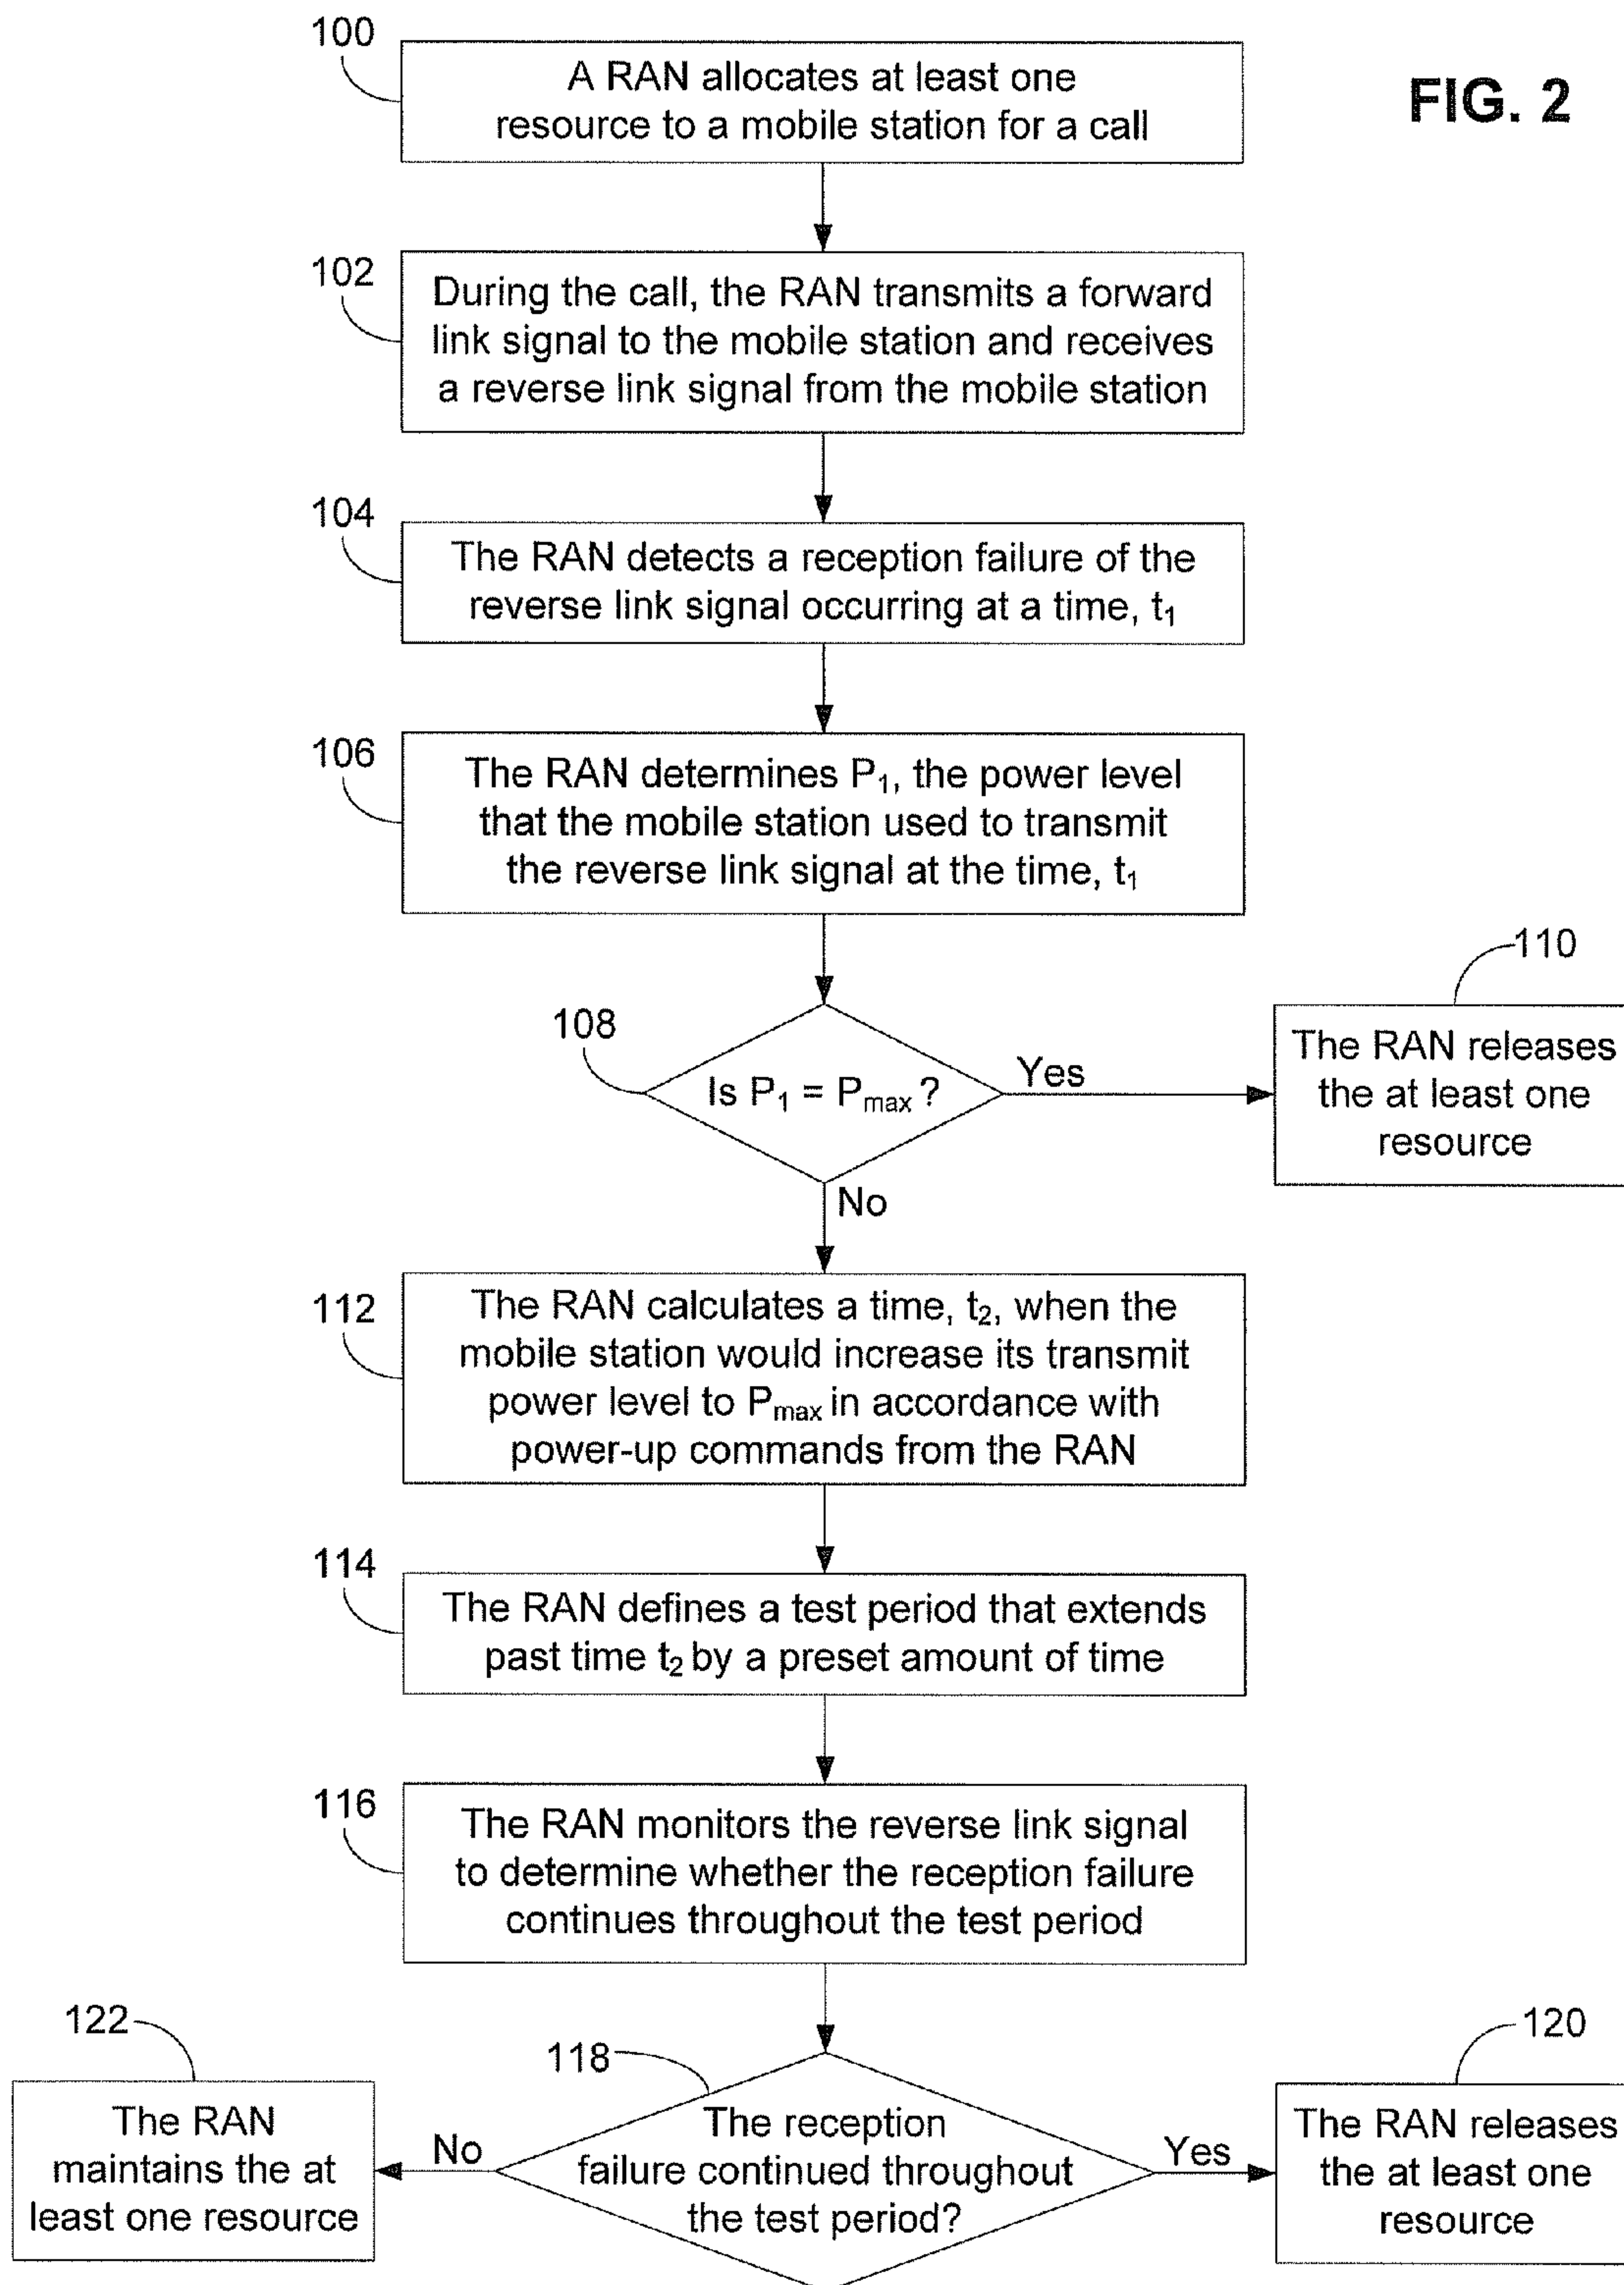 FIG. 2
100
A RAN allocates at least one
resource to a mobile station for a call
102
During the call, the RAN transmits a forward
link signal to the mobile station and receives
a reverse link signal from the mobile station
104
The RAN detects a reception failure of the
reverse link signal occurring at a time, t₁
106
The RAN determines P₁, the power level
that the mobile station used to transmit
the reverse link signal at the time, t₁
108
Is P₁ = Pmax ?
Yes
110
The RAN releases
the at least one
resource
No
112
The RAN calculates a time, t₂, when the
mobile station would increase its transmit
power level to Pmax in accordance with
power-up commands from the RAN
114
The RAN defines a test period that extends
past time t₂ by a preset amount of time
116
The RAN monitors the reverse link signal
to determine whether the reception failure
continues throughout the test period
118
The reception
failure continued throughout
the test period?
No
122
The RAN
maintains the at
least one resource
Yes
120
The RAN releases
the at least one
resource